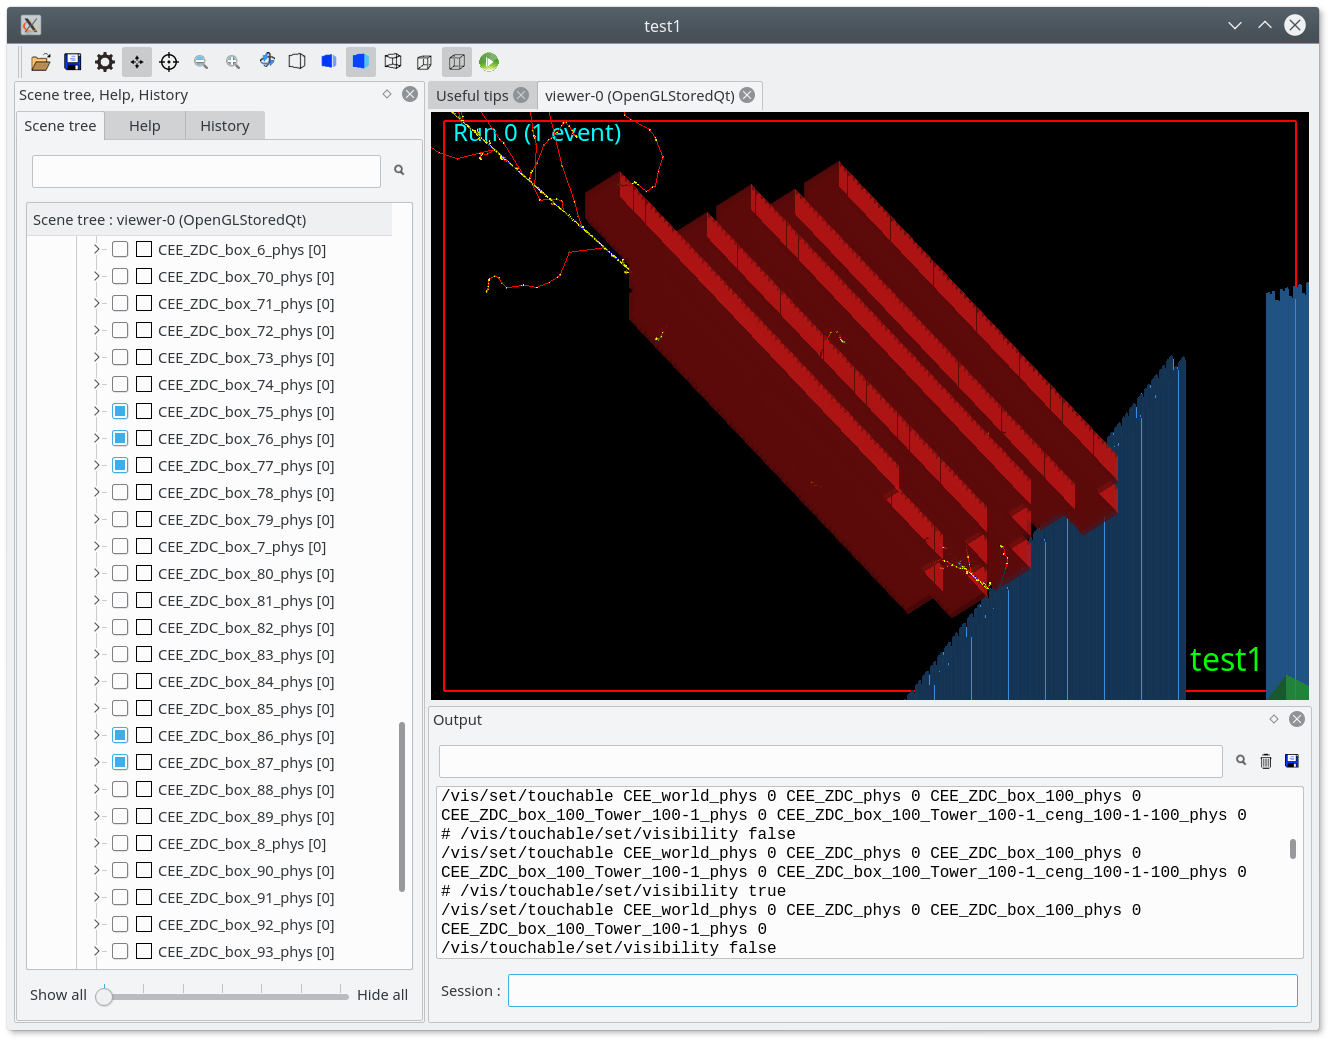 test1
Scene tree, Help, History
Scene tree
Help
History
Scene tree : viewer-0 (OpenGLStoredQt)
CEE_ZDC_box_6_phys [0]
CEE_ZDC_box_70_phys [0]
CEE_ZDC_box_71_phys [0]
CEE_ZDC_box_72_phys [0]
CEE_ZDC_box_73_phys [0]
CEE_ZDC_box_74_phys [0]
CEE_ZDC_box_75_phys [0]
CEE_ZDC_box_76_phys [0]
CEE_ZDC_box_77_phys [0]
CEE_ZDC_box_78_phys [0]
CEE_ZDC_box_79_phys [0]
CEE_ZDC_box_7_phys [0]
CEE_ZDC_box_80_phys [0]
CEE_ZDC_box_81_phys [0]
CEE_ZDC_box_82_phys [0]
CEE_ZDC_box_83_phys [0]
CEE_ZDC_box_84_phys [0]
CEE_ZDC_box_85_phys [0]
CEE_ZDC_box_86_phys [0]
CEE_ZDC_box_87_phys [0]
CEE_ZDC_box_88_phys [0]
CEE_ZDC_box_89_phys [0]
CEE_ZDC_box_8_phys [0]
CEE_ZDC_box_90_phys [0]
CEE_ZDC_box_91_phys [0]
CEE_ZDC_box_92_phys [0]
CEE_ZDC_box_93_phys [0]
Show all
Hide all
Useful tips
viewer-0 (OpenGLStoredQt)
Run 0 (1 event)
test1
Output
/vis/set/touchable CEE_world_phys 0 CEE_ZDC_phys 0 CEE_ZDC_box_100_phys 0
CEE_ZDC_box_100_Tower_100-1_phys 0 CEE_ZDC_box_100_Tower_100-1_ceng_100-1-100_phys 0
# /vis/touchable/set/visibility false
/vis/set/touchable CEE_world_phys 0 CEE_ZDC_phys 0 CEE_ZDC_box_100_phys 0
CEE_ZDC_box_100_Tower_100-1_phys 0 CEE_ZDC_box_100_Tower_100-1_ceng_100-1-100_phys 0
# /vis/touchable/set/visibility true
/vis/set/touchable CEE_world_phys 0 CEE_ZDC_phys 0 CEE_ZDC_box_100_phys 0
CEE_ZDC_box_100_Tower_100-1_phys 0
/vis/touchable/set/visibility false
Session :